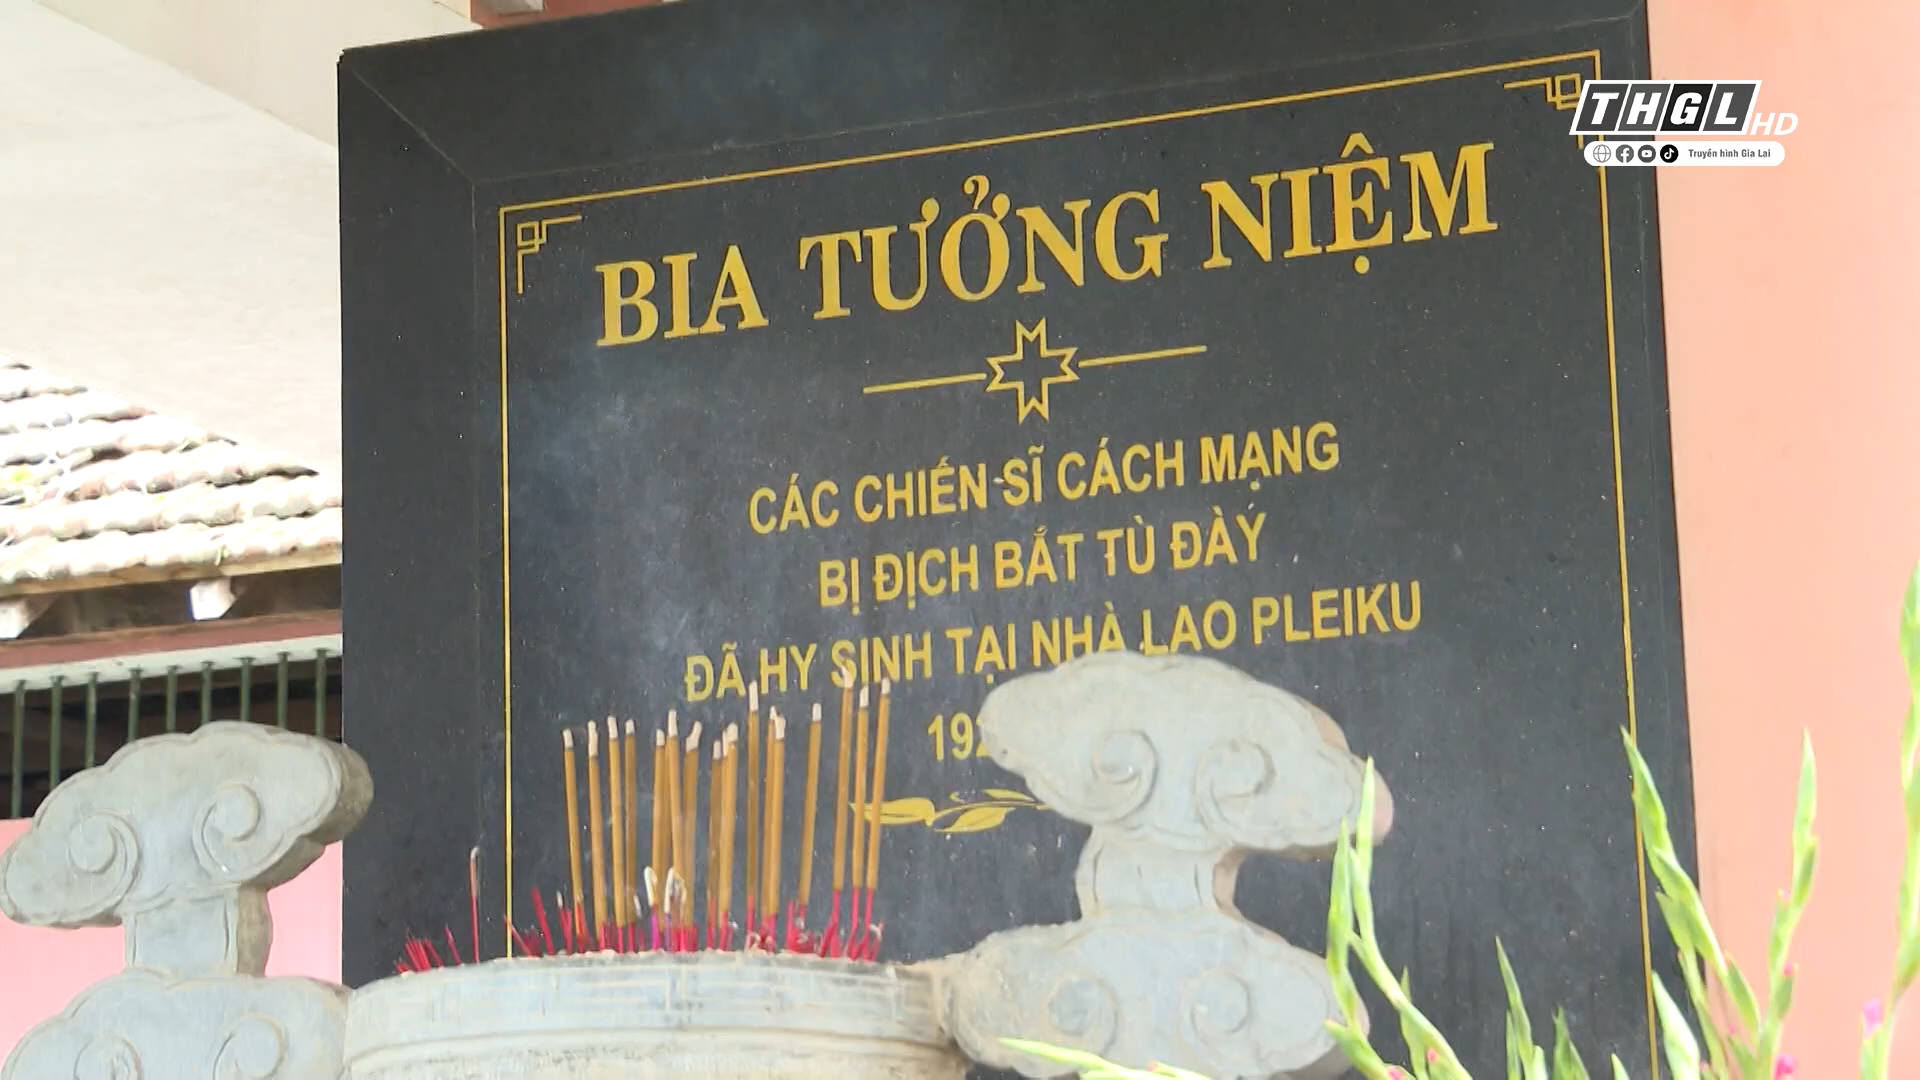 THGL HD
Truyền hình Gia Lai
BIA TƯỞNG NIỆM
CÁC CHIẾN SĨ CÁCH MẠNG
BỊ ĐỊCH BẮT TÙ ĐÀY
ĐÃ HY SINH TẠI NHÀ LAO PLEIKU